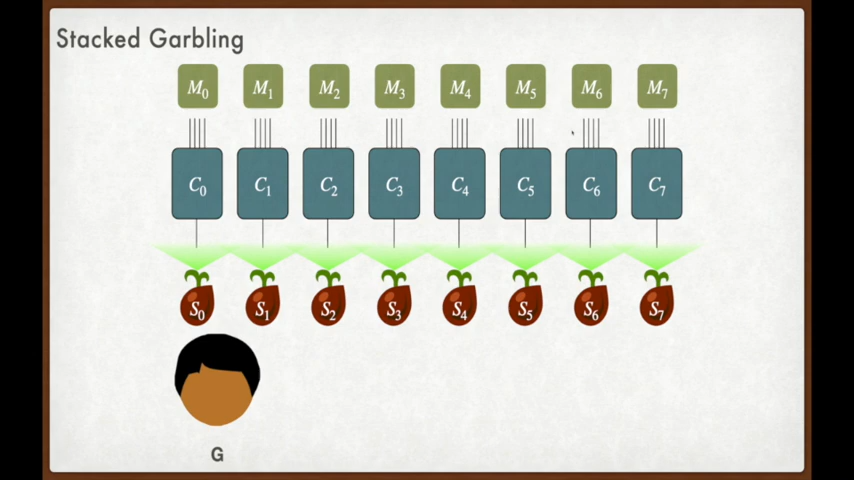 Stacked Garbling
M₀ M₁ M₂ M₃ M₄ M₅ M₆ M₇
C₀ C₁ C₂ C₃ C₄ C₅ C₆ C₇
S₀ S₁ S₂ S₃ S₄ S₅ S₆ S₇
G